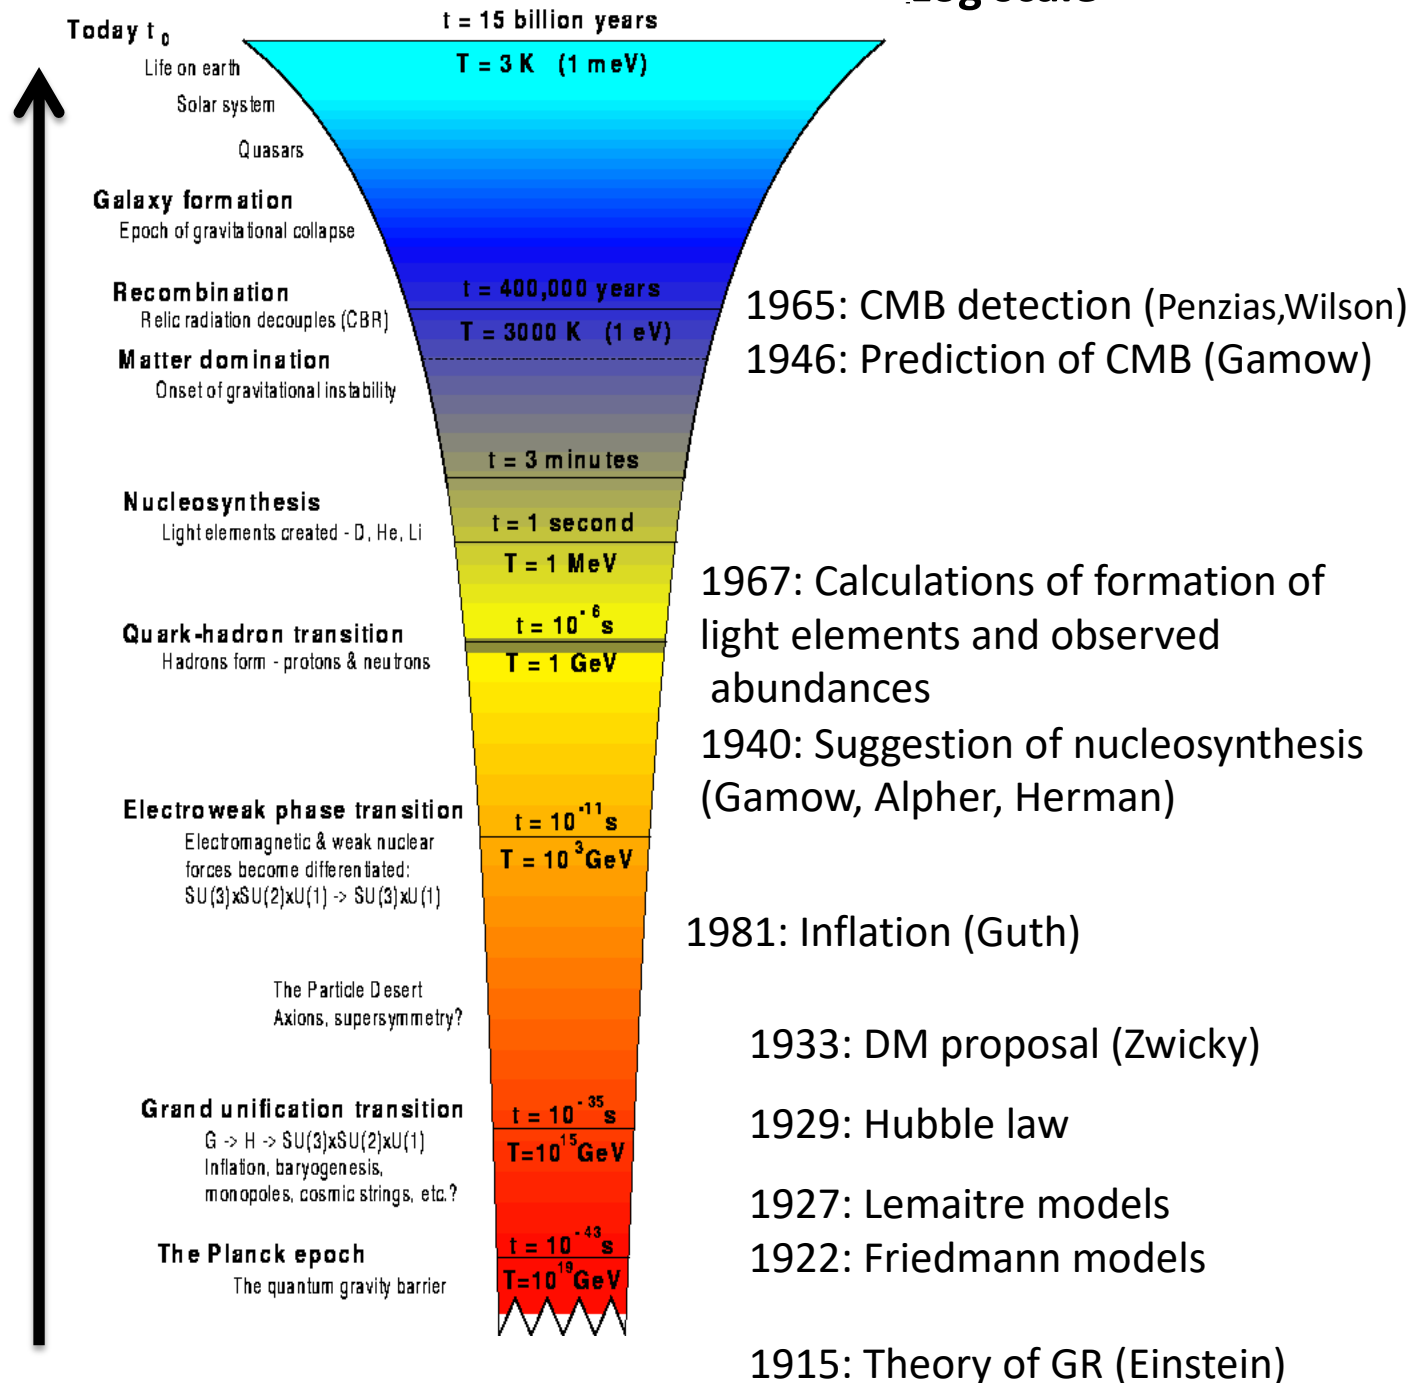 Log scale
t = 15 billion years
Today t₀
T = 3 K (1 meV)
Life on earth
Solar system
Quasars
Galaxy formation
Epoch of gravitational collapse
Recombination
Relic radiation decouples (CBR)
t = 400,000 years
T = 3000 K (1 eV)
Matter domination
Onset of gravitational instability
t = 3 minutes
Nucleosynthesis
Light elements created - D, He, Li
t = 1 second
T = 1 MeV
t = 10⁻⁶s
Quark-hadron transition
Hadrons form - protons & neutrons
T = 1 GeV
Electroweak phase transition
Electromagnetic & weak nuclear
forces become differentiated:
SU(3)xSU(2)xU(1) -> SU(3)xU(1)
t = 10⁻¹¹s
T = 10³GeV
The Particle Desert
Axions, supersymmetry?
Grand unification transition
G -> H -> SU(3)xSU(2)xU(1)
Inflation, baryogenesis,
monopoles, cosmic strings, etc.?
t = 10⁻³⁵s
T=10¹⁵GeV
The Planck epoch
The quantum gravity barrier
t = 10⁻⁴³s
T=10¹⁹GeV
1965: CMB detection (Penzias,Wilson)
1946: Prediction of CMB (Gamow)
1967: Calculations of formation of
light elements and observed
abundances
1940: Suggestion of nucleosynthesis
(Gamow, Alpher, Herman)
1981: Inflation (Guth)
1933: DM proposal (Zwicky)
1929: Hubble law
1927: Lemaitre models
1922: Friedmann models
1915: Theory of GR (Einstein)